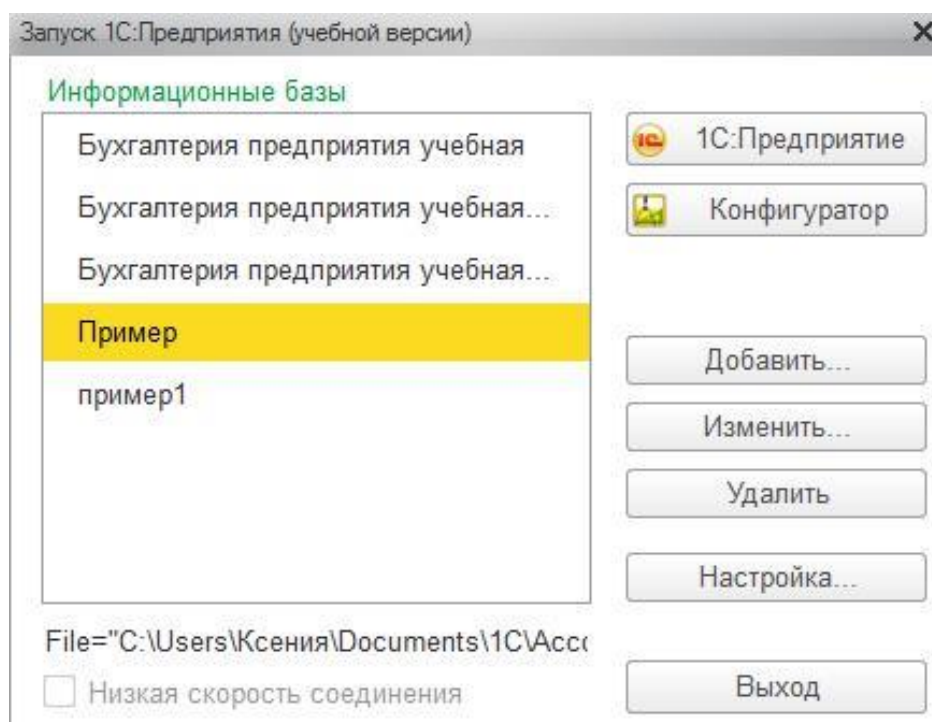 Запуск 1С:Предприятия (учебной версии)
Информационные базы
Бухгалтерия предприятия учебная
Бухгалтерия предприятия учебная...
Бухгалтерия предприятия учебная...
Пример
пример1
1С:Предприятие
Конфигуратор
Добавить...
Изменить...
Удалить
Настройка...
File="C:\Users\Ксения\Documents\1C\Acc
Низкая скорость соединения
Выход